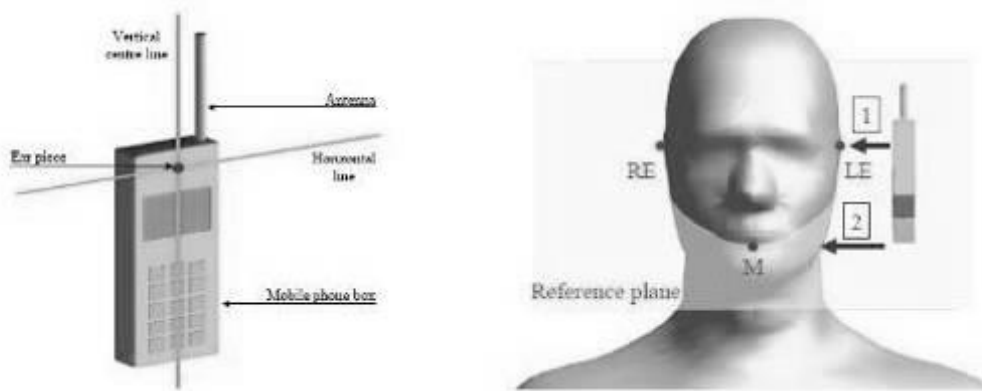 Vertical
centre line
Antenna
Ear piece
Horizontal
line
Mobile phone box
1
RE
LE
2
M
Reference plane